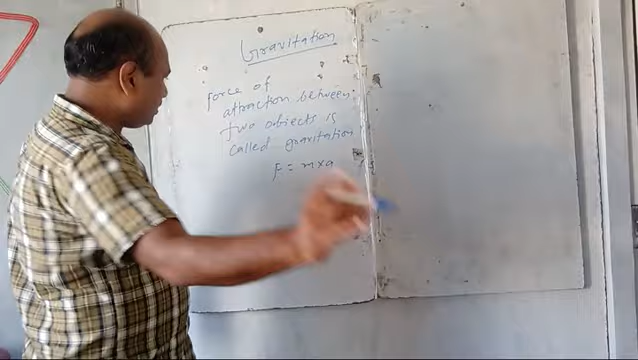 Gravitation
Force of
attraction between
two objects is
called gravitation
F = m×a